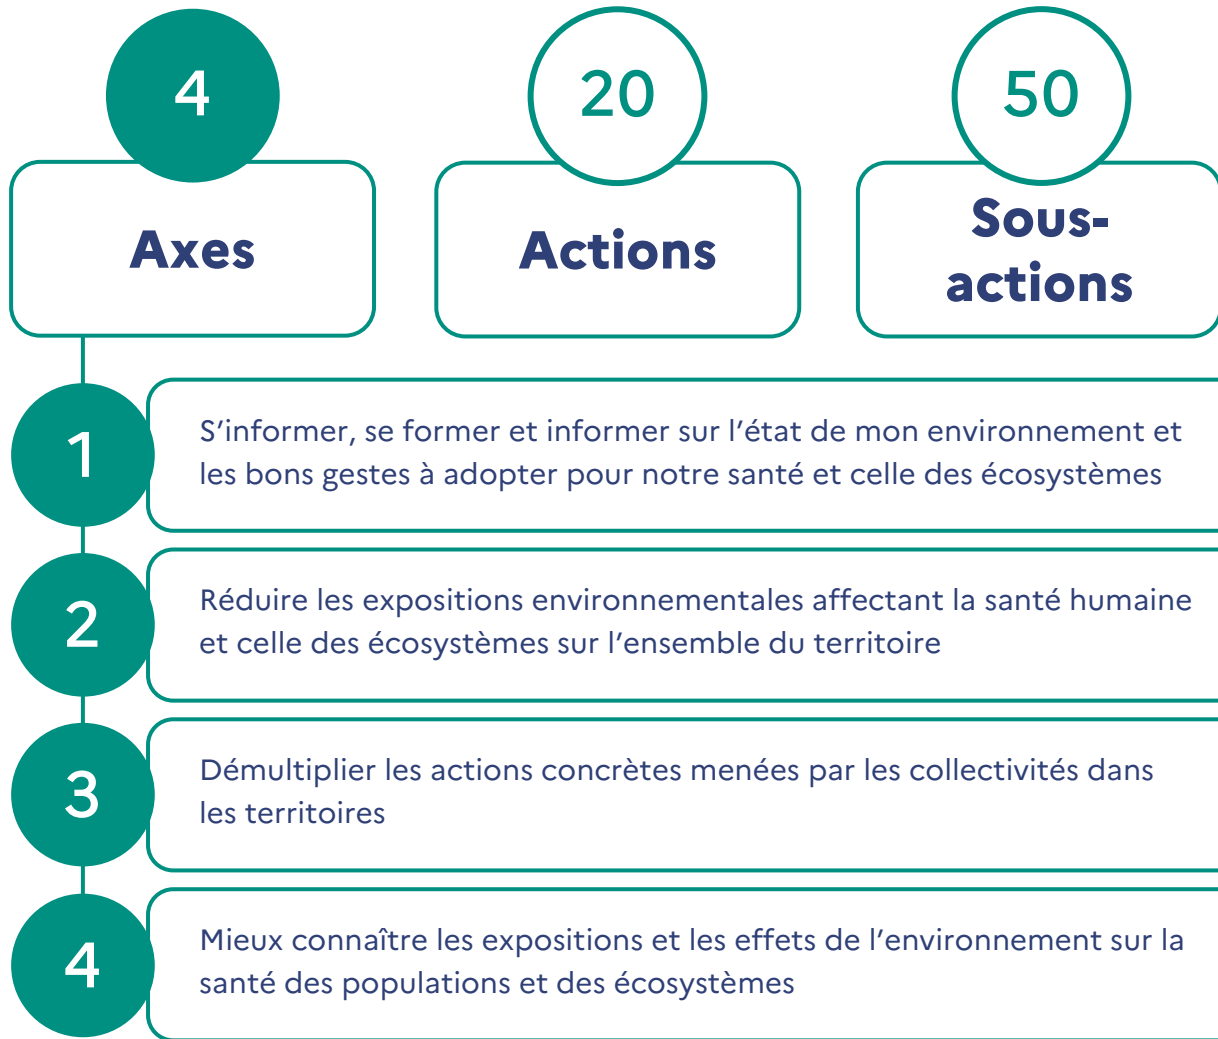 4
20
50
Axes
Actions
Sous-
actions
1
S’informer, se former et informer sur l’état de mon environnement et
les bons gestes à adopter pour notre santé et celle des écosystèmes
2
Réduire les expositions environnementales affectant la santé humaine
et celle des écosystèmes sur l’ensemble du territoire
3
Démultiplier les actions concrètes menées par les collectivités dans
les territoires
4
Mieux connaître les expositions et les effets de l’environnement sur la
santé des populations et des écosystèmes